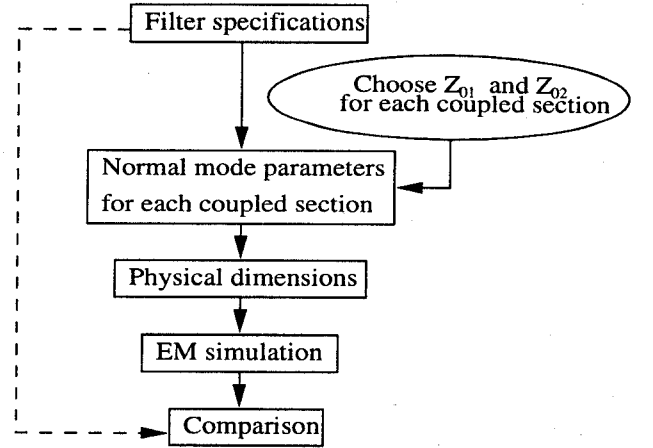 Filter specifications
Choose Z01 and Z02
for each coupled section
Normal mode parameters
for each coupled section
Physical dimensions
EM simulation
Comparison